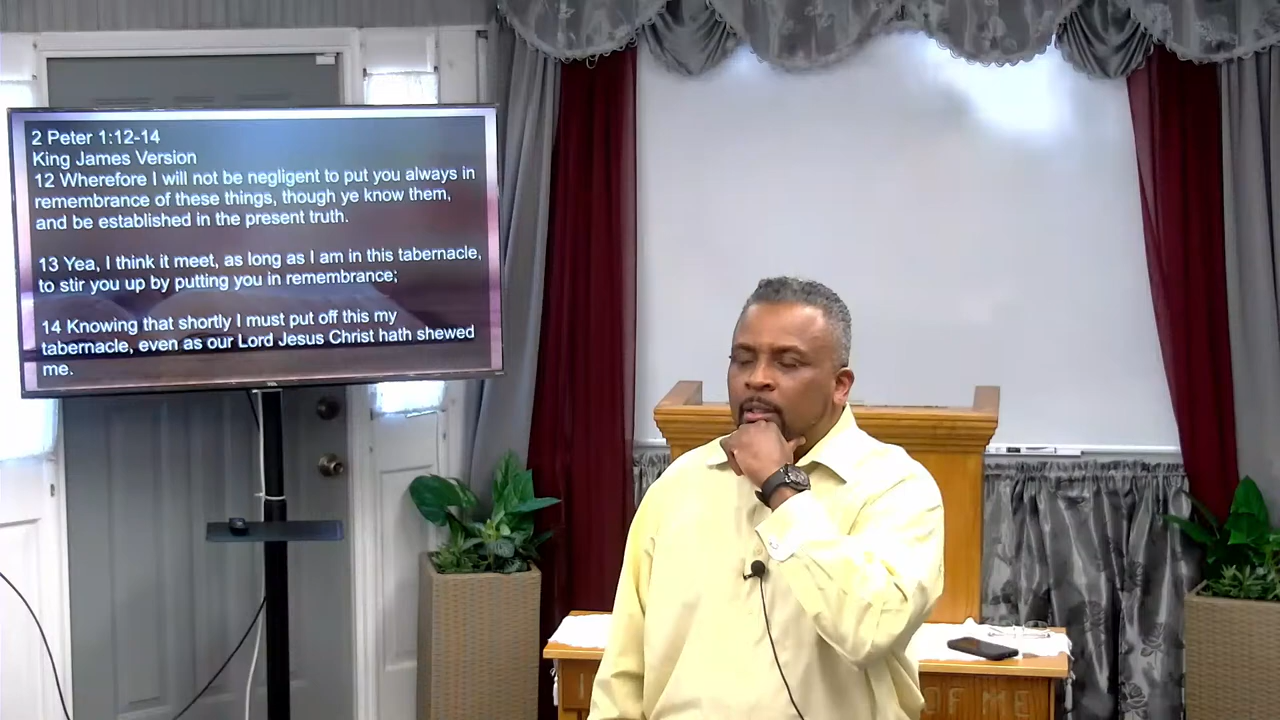 2 Peter 1:12-14
King James Version
12 Wherefore I will not be negligent to put you always in
remembrance of these things, though ye know them,
and be established in the present truth.
13 Yea, I think it meet, as long as I am in this tabernacle,
to stir you up by putting you in remembrance;
14 Knowing that shortly I must put off this my
tabernacle, even as our Lord Jesus Christ hath shewed
me.
OF ME